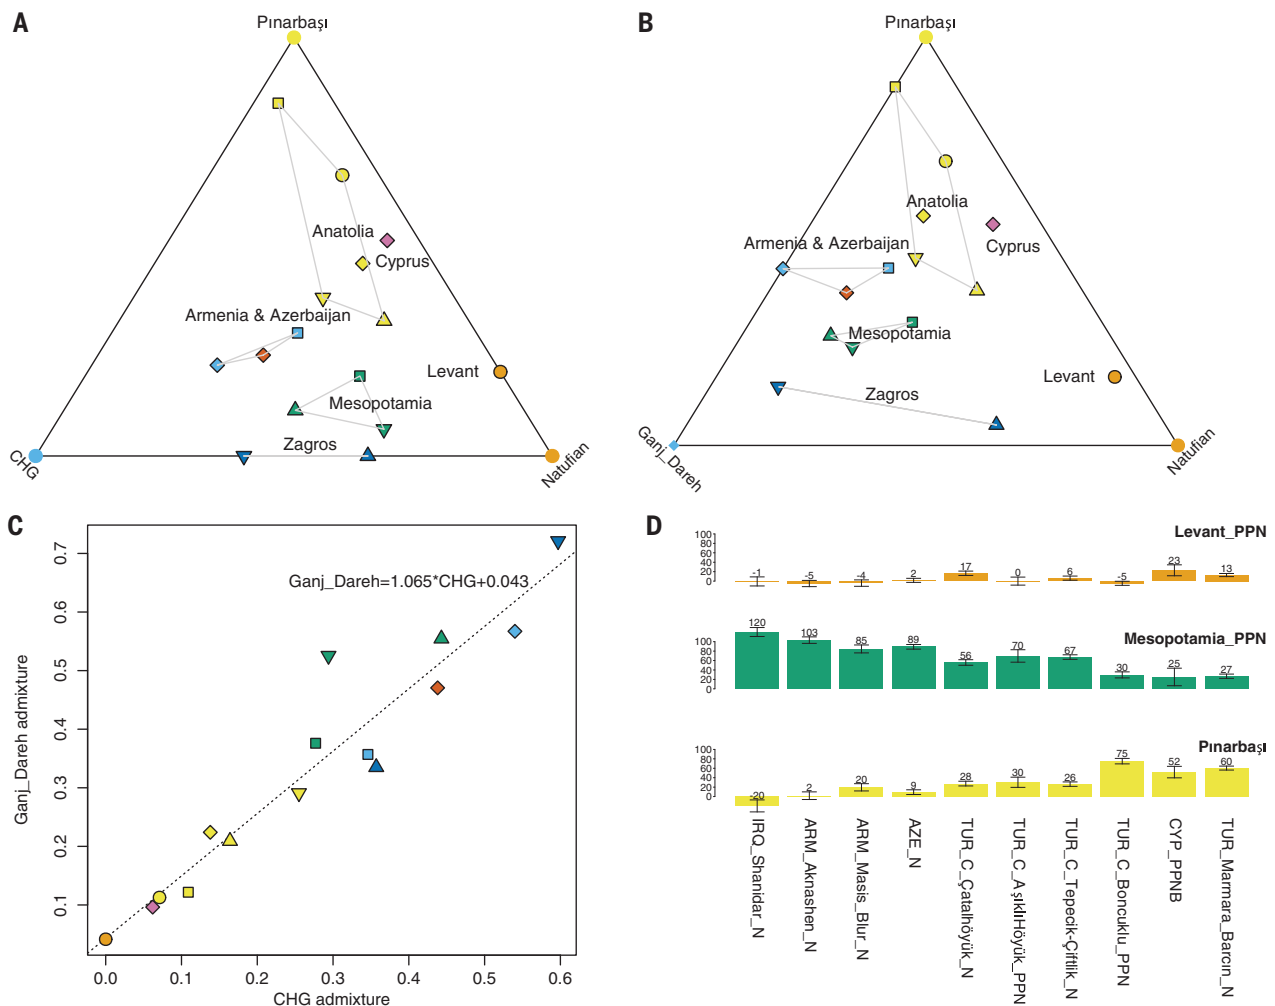 A
Pınarbaşı
Anatolia
Cyprus
Armenia & Azerbaijan
Levant
Mesopotamia
Zagros
CHG
Natufian
B
Pınarbaşı
Anatolia
Armenia & Azerbaijan
Cyprus
Mesopotamia
Levant
Zagros
Ganj_Dareh
Natufian
C
Ganj_Dareh=1.065*CHG+0.043
Ganj_Dareh admixture
0.7
0.6
0.5
0.4
0.3
0.2
0.1
0.0 0.1 0.2 0.3 0.4 0.5 0.6
CHG admixture
D
Levant_PPN
100
80
60
40
20
0
-1 -5 -4 2 17 0 6 -5 23 13
Mesopotamia_PPN
100
80
60
40
20
0
120 103 85 89 56 70 67 30 25 27
Pınarbaşı
100
80
60
40
20
0
-20 2 20 9 28 30 26 75 52 60
IRQ_Shanidar_N
ARM_Aknashen_N
ARM_Masis_Blur_N
AZE_N
TUR_C_Çatalhöyük_N
TUR_C_AşıklıHöyük_PPN
TUR_C_Tepecik-Çiftlik_N
TUR_C_Boncuklu_PPN
CYP_PPNB
TUR_Marmara_Barcın_N